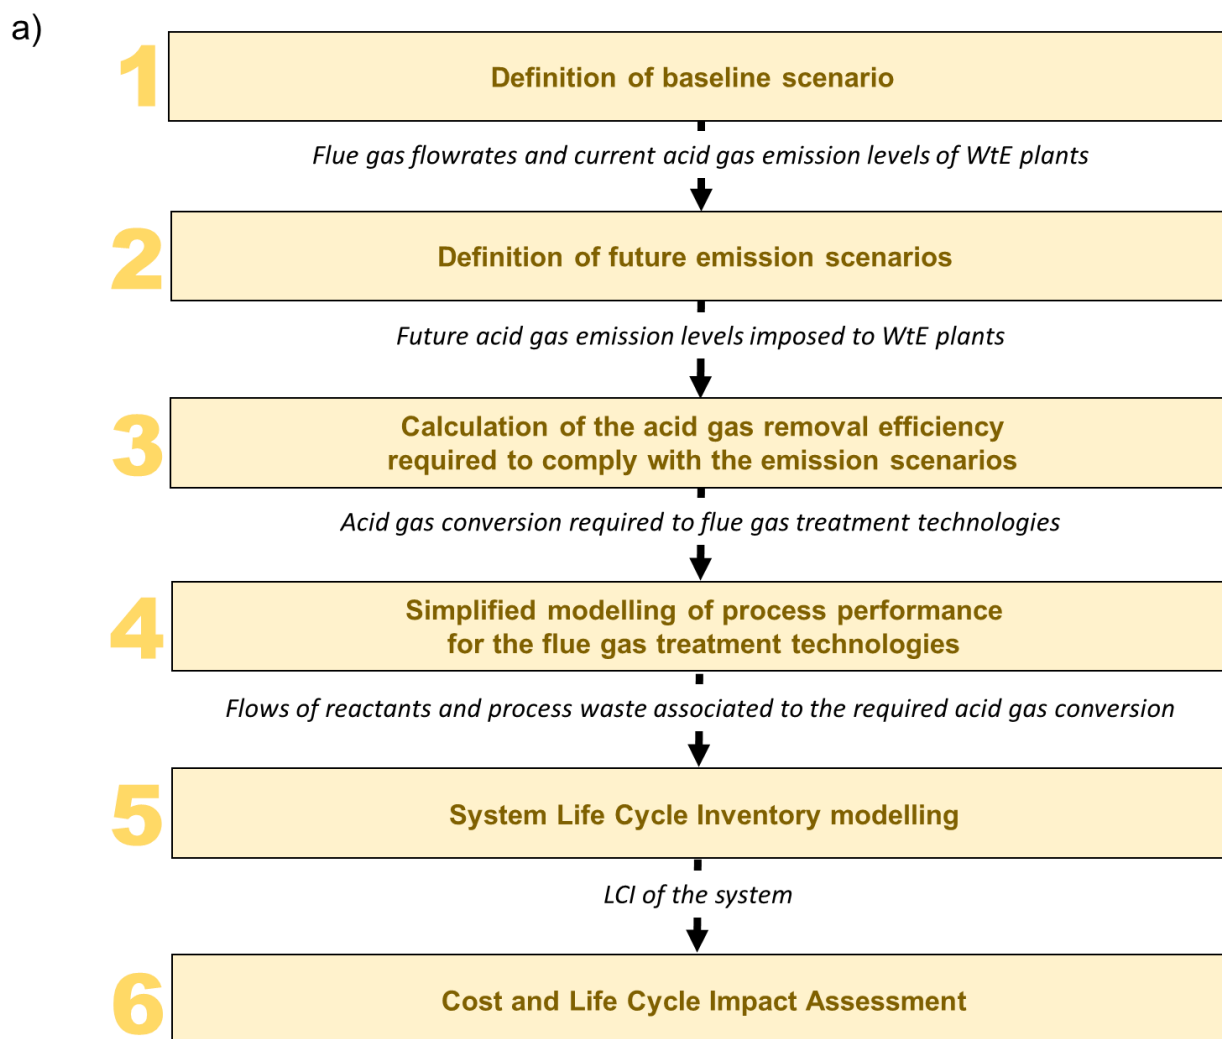 a)
1
Definition of baseline scenario
Flue gas flowrates and current acid gas emission levels of WtE plants
2
Definition of future emission scenarios
Future acid gas emission levels imposed to WtE plants
3
Calculation of the acid gas removal efficiency
required to comply with the emission scenarios
Acid gas conversion required to flue gas treatment technologies
4
Simplified modelling of process performance
for the flue gas treatment technologies
Flows of reactants and process waste associated to the required acid gas conversion
5
System Life Cycle Inventory modelling
LCI of the system
6
Cost and Life Cycle Impact Assessment